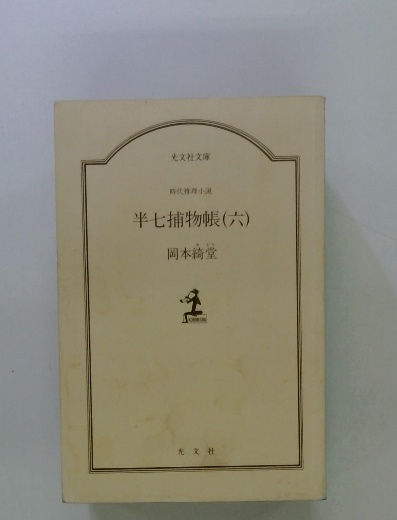 光文社文庫
時代推理小説
半七捕物帳(六)
岡本綺堂
光文社